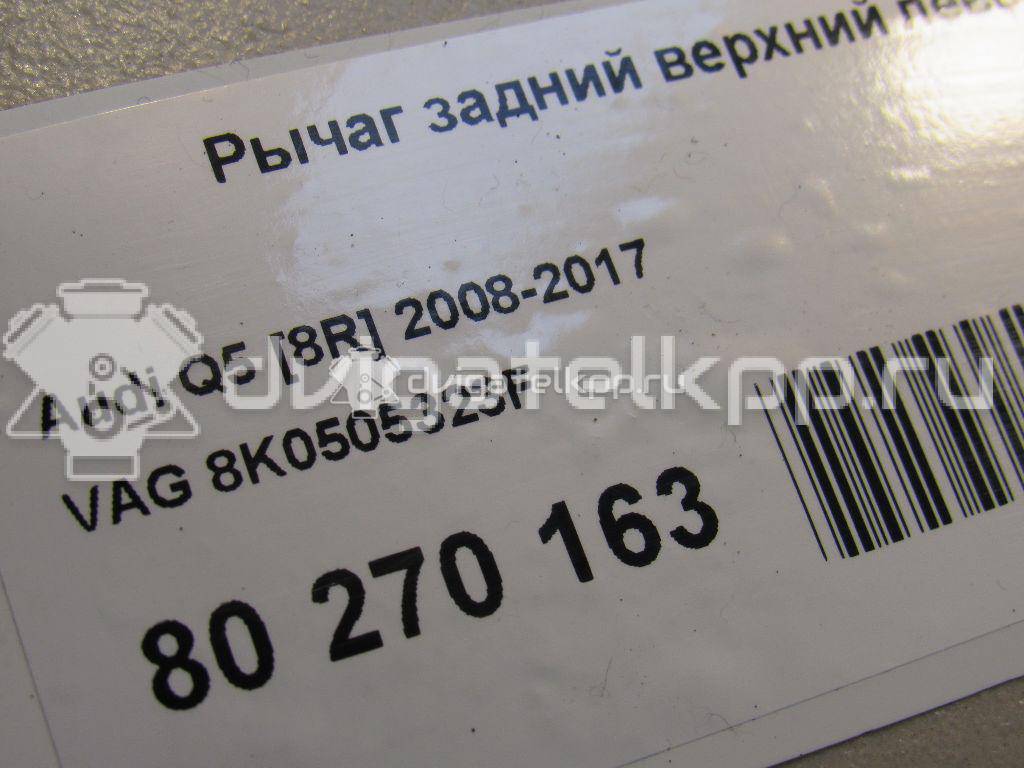 Рычаг задний верхний
Audi Q5 [8R] 2008-2017
VAG 8K0505323F
80 270 163
dvigatelkpp.ru
dvigatelkpp.ru